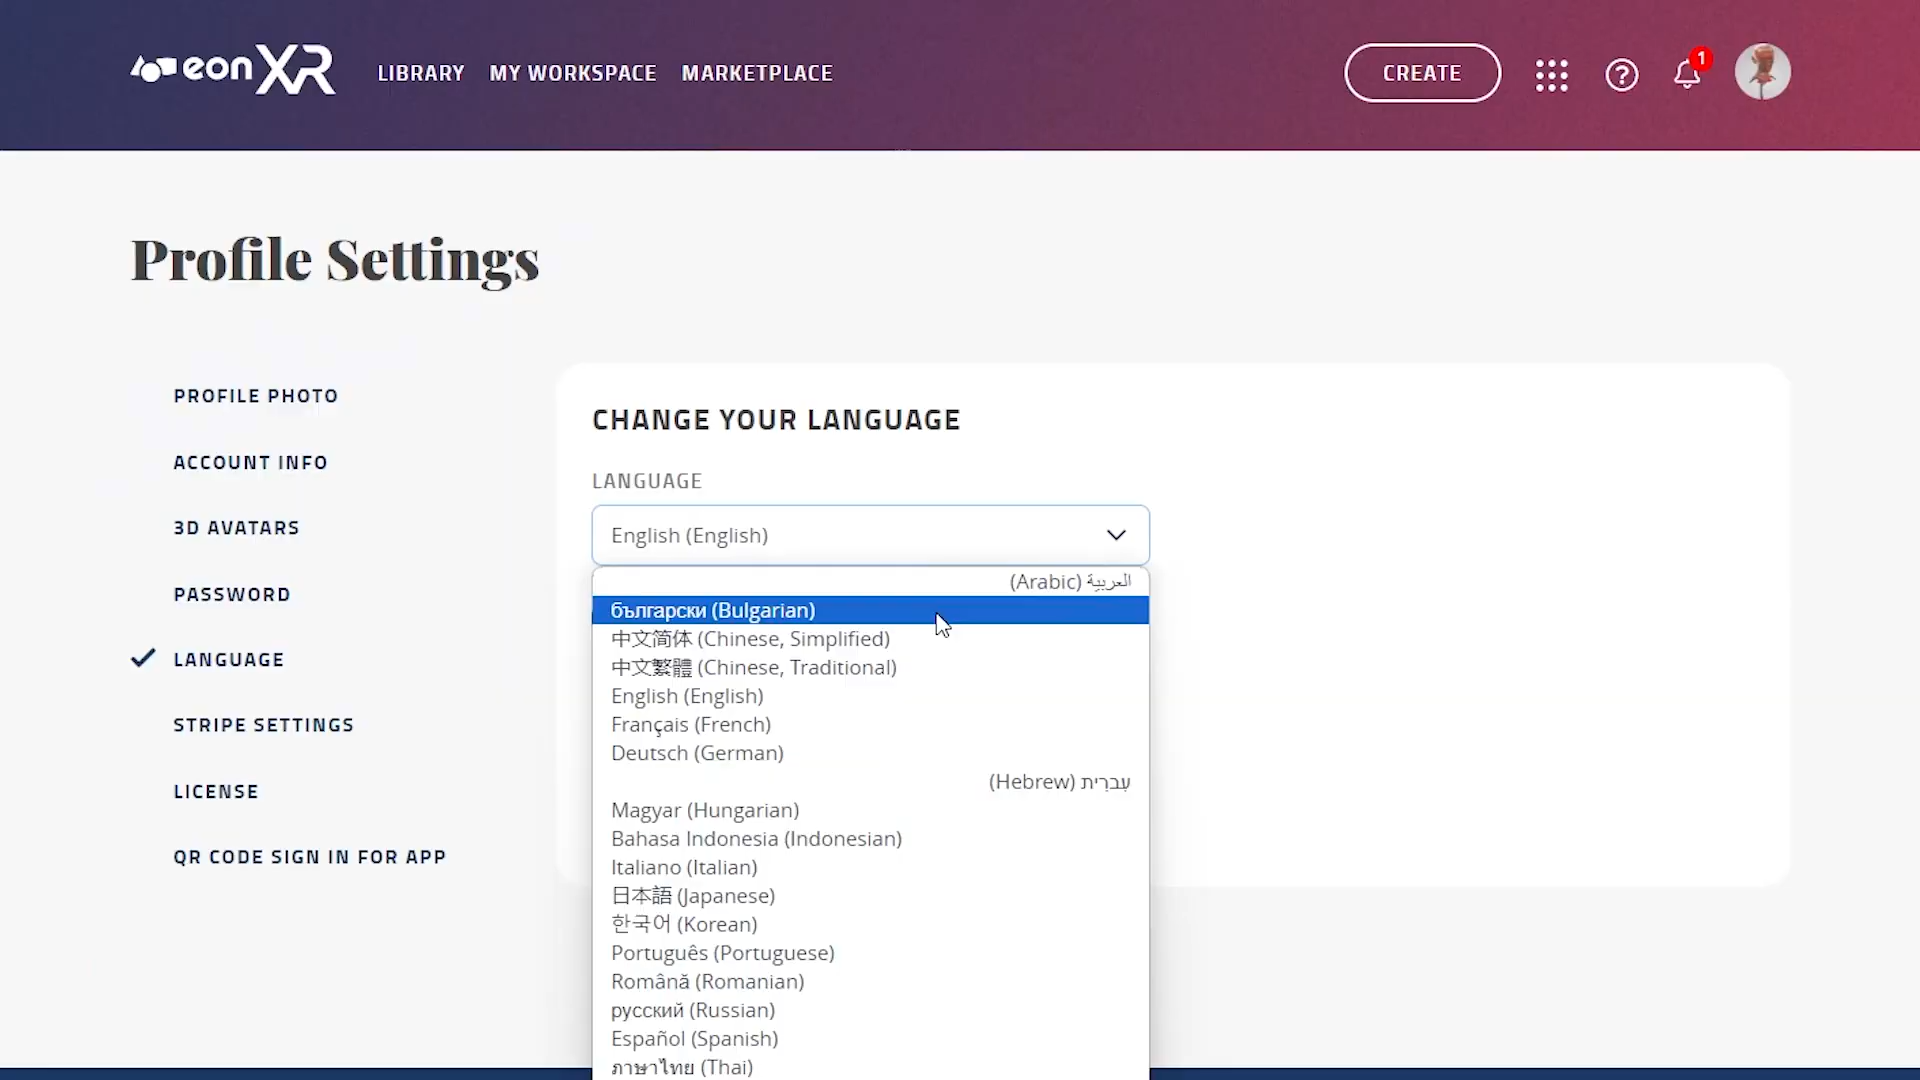 eonXR
LIBRARY MY WORKSPACE MARKETPLACE
CREATE
?
1
Profile Settings
PROFILE PHOTO
ACCOUNT INFO
3D AVATARS
PASSWORD
LANGUAGE
STRIPE SETTINGS
LICENSE
QR CODE SIGN IN FOR APP
CHANGE YOUR LANGUAGE
LANGUAGE
English (English)
العربية (Arabic)
български (Bulgarian)
中文简体 (Chinese, Simplified)
中文繁體 (Chinese, Traditional)
English (English)
Français (French)
Deutsch (German)
עִברִית (Hebrew)
Magyar (Hungarian)
Bahasa Indonesia (Indonesian)
Italiano (Italian)
日本語 (Japanese)
한국어 (Korean)
Português (Portuguese)
Română (Romanian)
русский (Russian)
Español (Spanish)
ภาษาไทย (Thai)